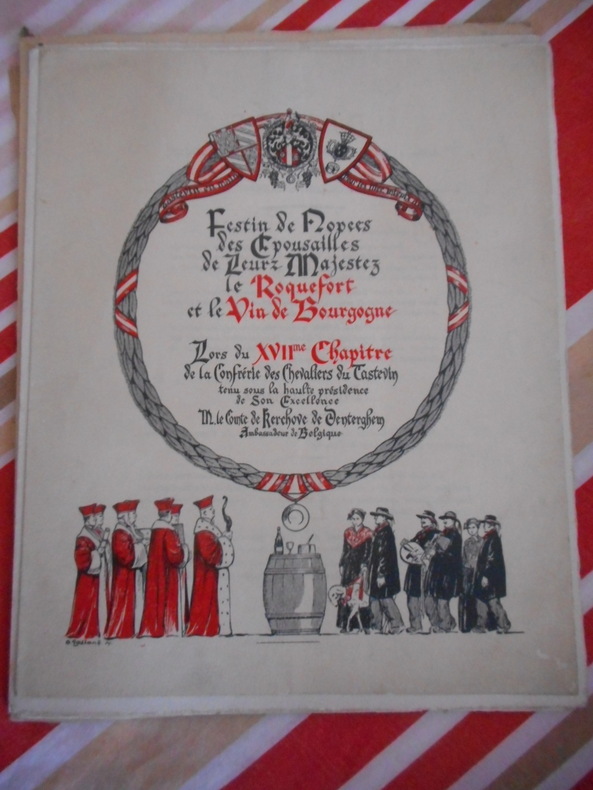 Festin de Nopces
des Epousailles
de Leurz Majestez
le Roquefort
et le Vin de Bourgogne
Lors du XVIIme Chapitre
de la Confrérie des Chevaliers du Tastevin
tenu sous la haulte présidence
de Son Excellence
M. le Comte de Kerchove de Denterghem
Ambassadeur de Belgique